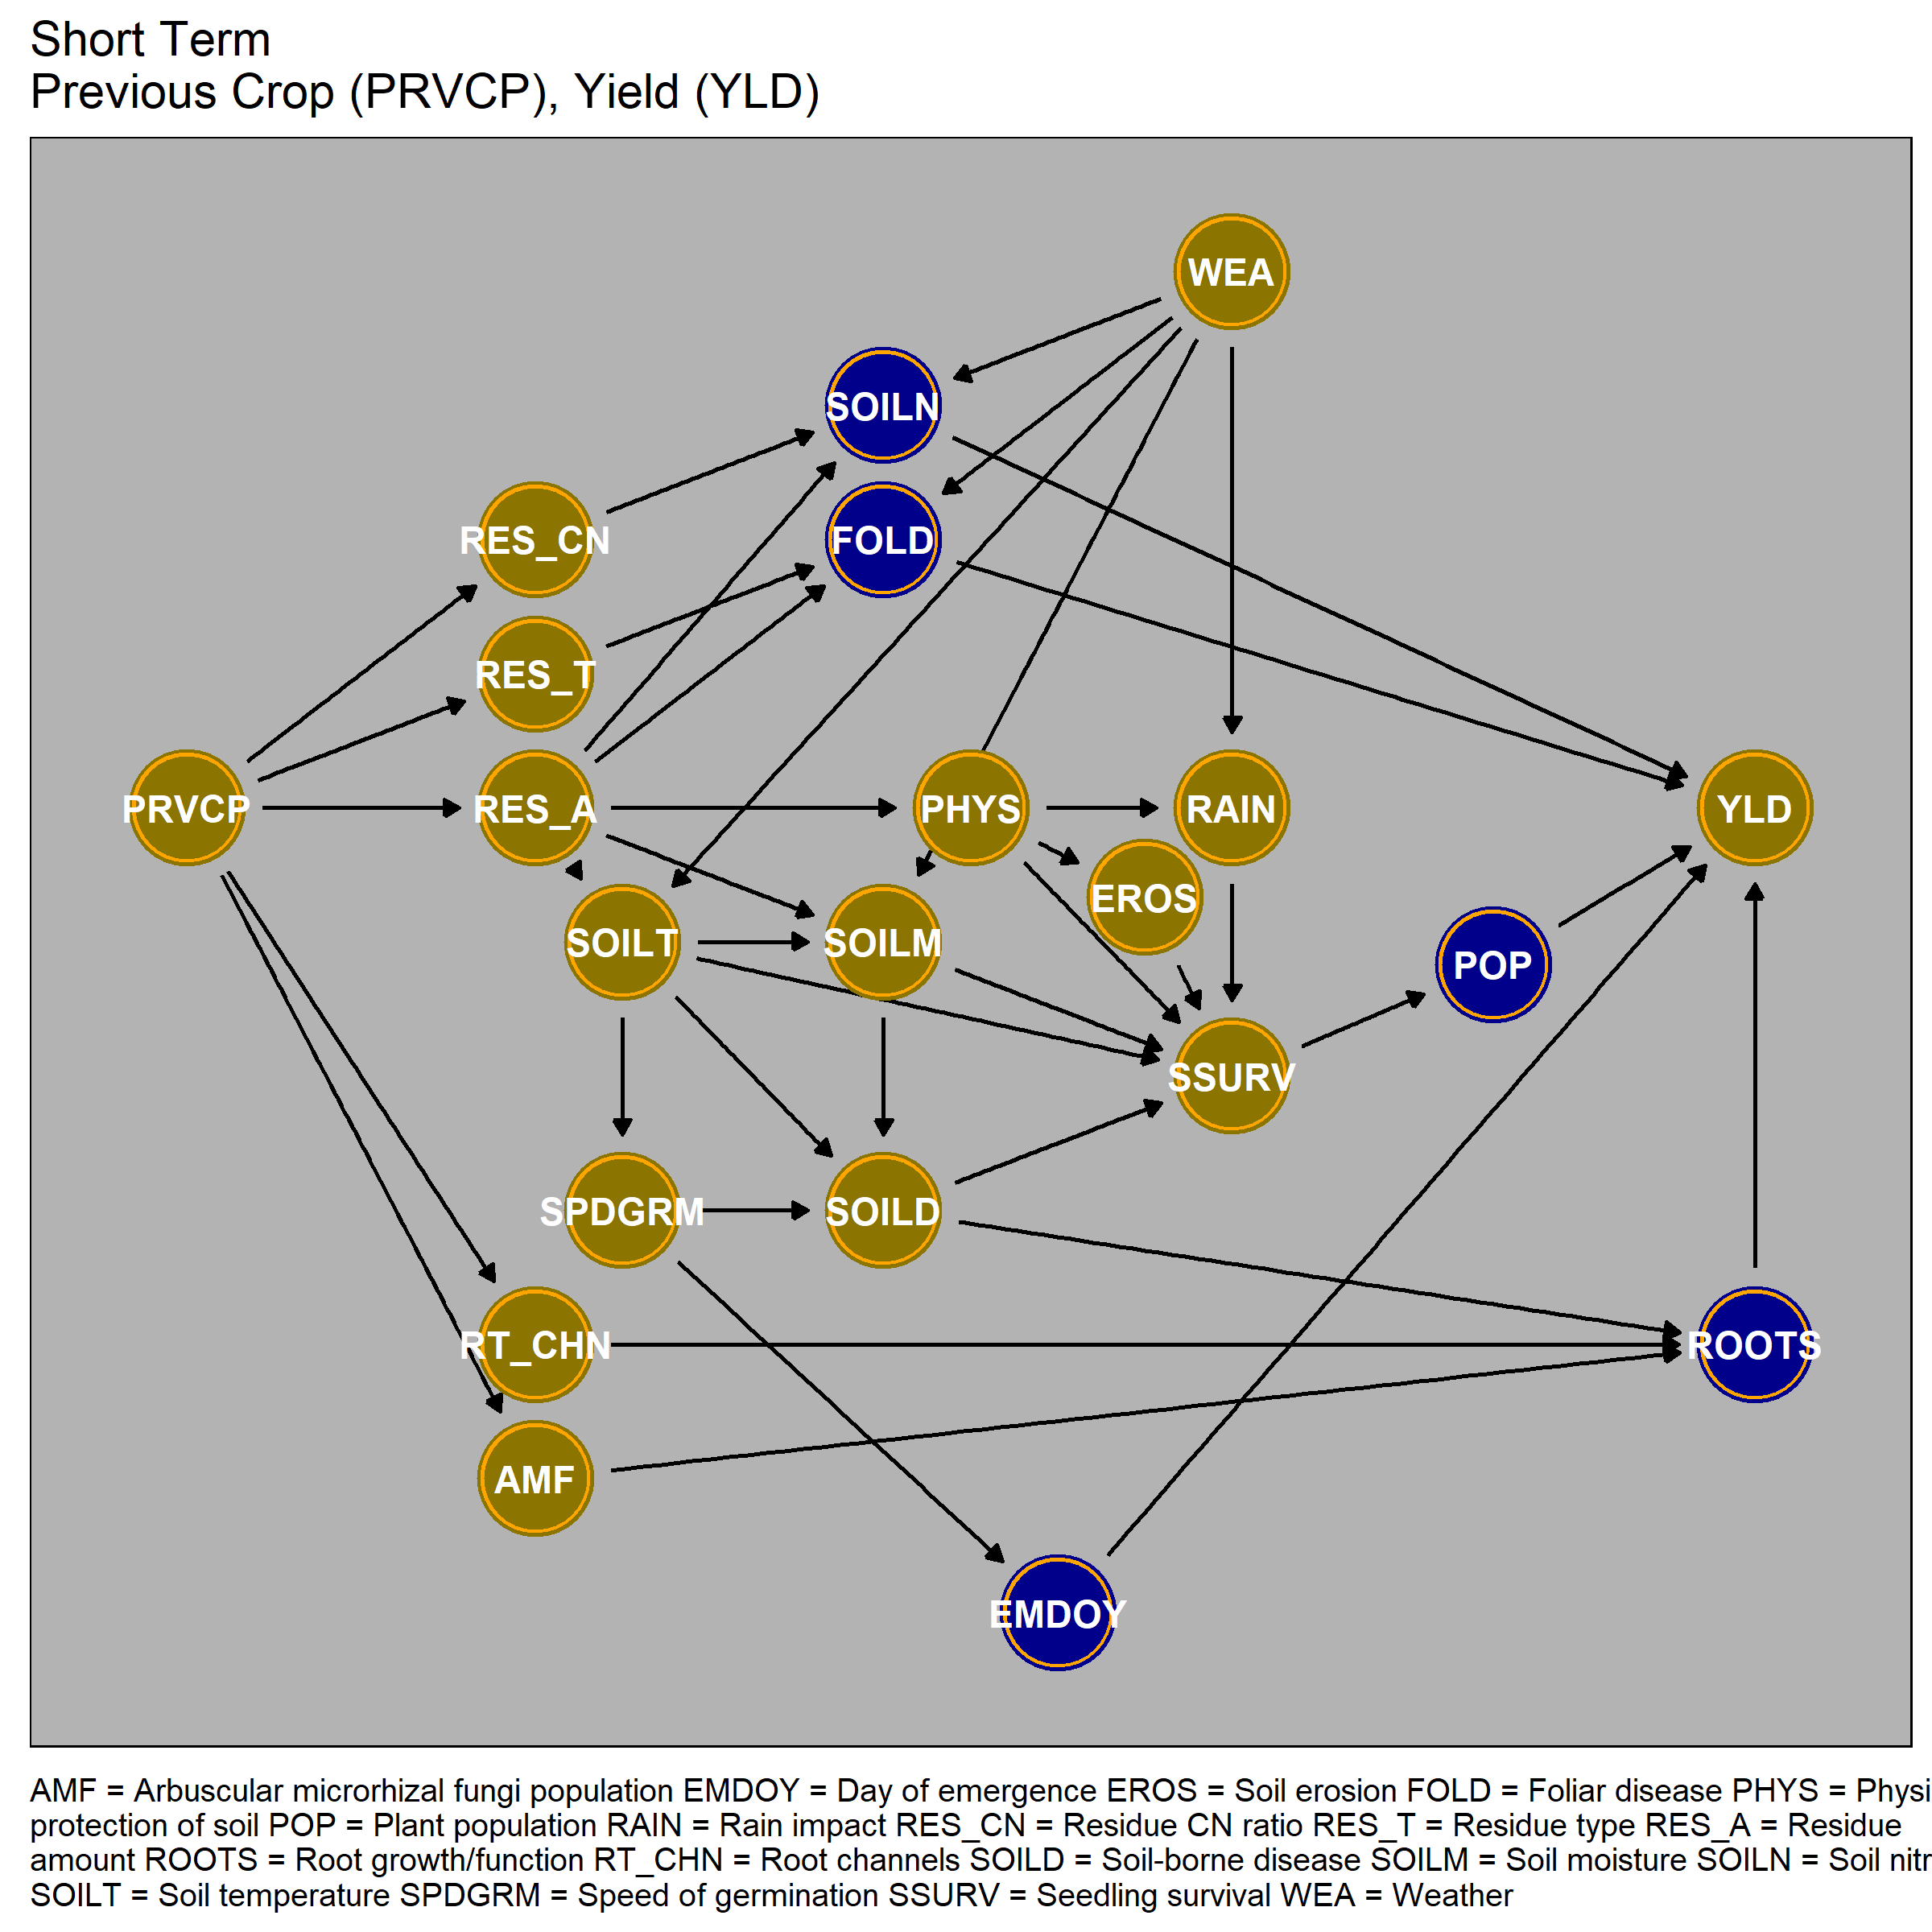 Short Term
Previous Crop (PRVCP), Yield (YLD)
WEA
SOILN
RES_CN
FOLD
RES_T
PRVCP
RES_A
PHYS
RAIN
YLD
EROS
SOILT
SOILM
POP
SSURV
SPDGRM
SOILD
RT_CHN
ROOTS
AMF
EMDOY
AMF = Arbuscular microrhizal fungi population EMDOY = Day of emergence EROS = Soil erosion FOLD = Foliar disease PHYS = Physi
protection of soil POP = Plant population RAIN = Rain impact RES_CN = Residue CN ratio RES_T = Residue type RES_A = Residue
amount ROOTS = Root growth/function RT_CHN = Root channels SOILD = Soil-borne disease SOILM = Soil moisture SOILN = Soil nitr
SOILT = Soil temperature SPDGRM = Speed of germination SSURV = Seedling survival WEA = Weather